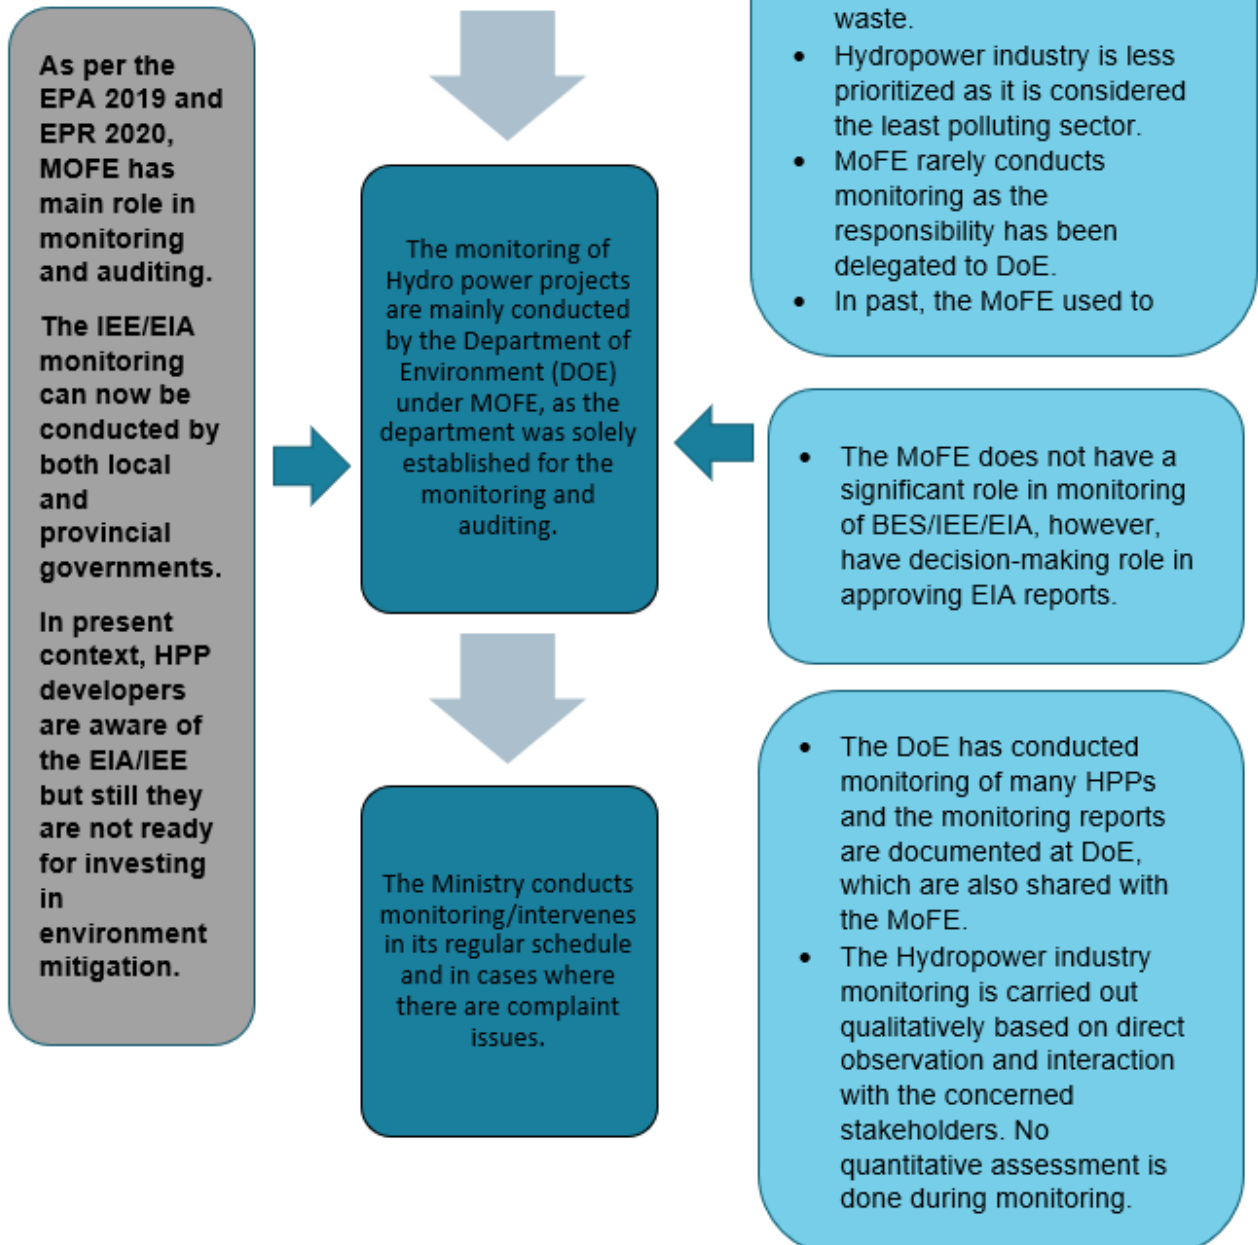 As per the
EPA 2019 and
EPR 2020,
MOFE has
main role in
monitoring
and auditing.
The IEE/EIA
monitoring
can now be
conducted by
both local
and
provincial
governments.
In present
context, HPP
developers
are aware of
the EIA/IEE
but still they
are not ready
for investing
in
environment
mitigation.
The monitoring of
Hydro power projects
are mainly conducted
by the Department of
Environment (DOE)
under MOFE, as the
department was solely
established for the
monitoring and
auditing.
The Ministry conducts
monitoring/intervenes
in its regular schedule
and in cases where
there are complaint
issues.
waste.
• Hydropower industry is less
prioritized as it is considered
the least polluting sector.
• MoFE rarely conducts
monitoring as the
responsibility has been
delegated to DoE.
• In past, the MoFE used to
• The MoFE does not have a
significant role in monitoring
of BES/IEE/EIA, however,
have decision-making role in
approving EIA reports.
• The DoE has conducted
monitoring of many HPPs
and the monitoring reports
are documented at DoE,
which are also shared with
the MoFE.
• The Hydropower industry
monitoring is carried out
qualitatively based on direct
observation and interaction
with the concerned
stakeholders. No
quantitative assessment is
done during monitoring.